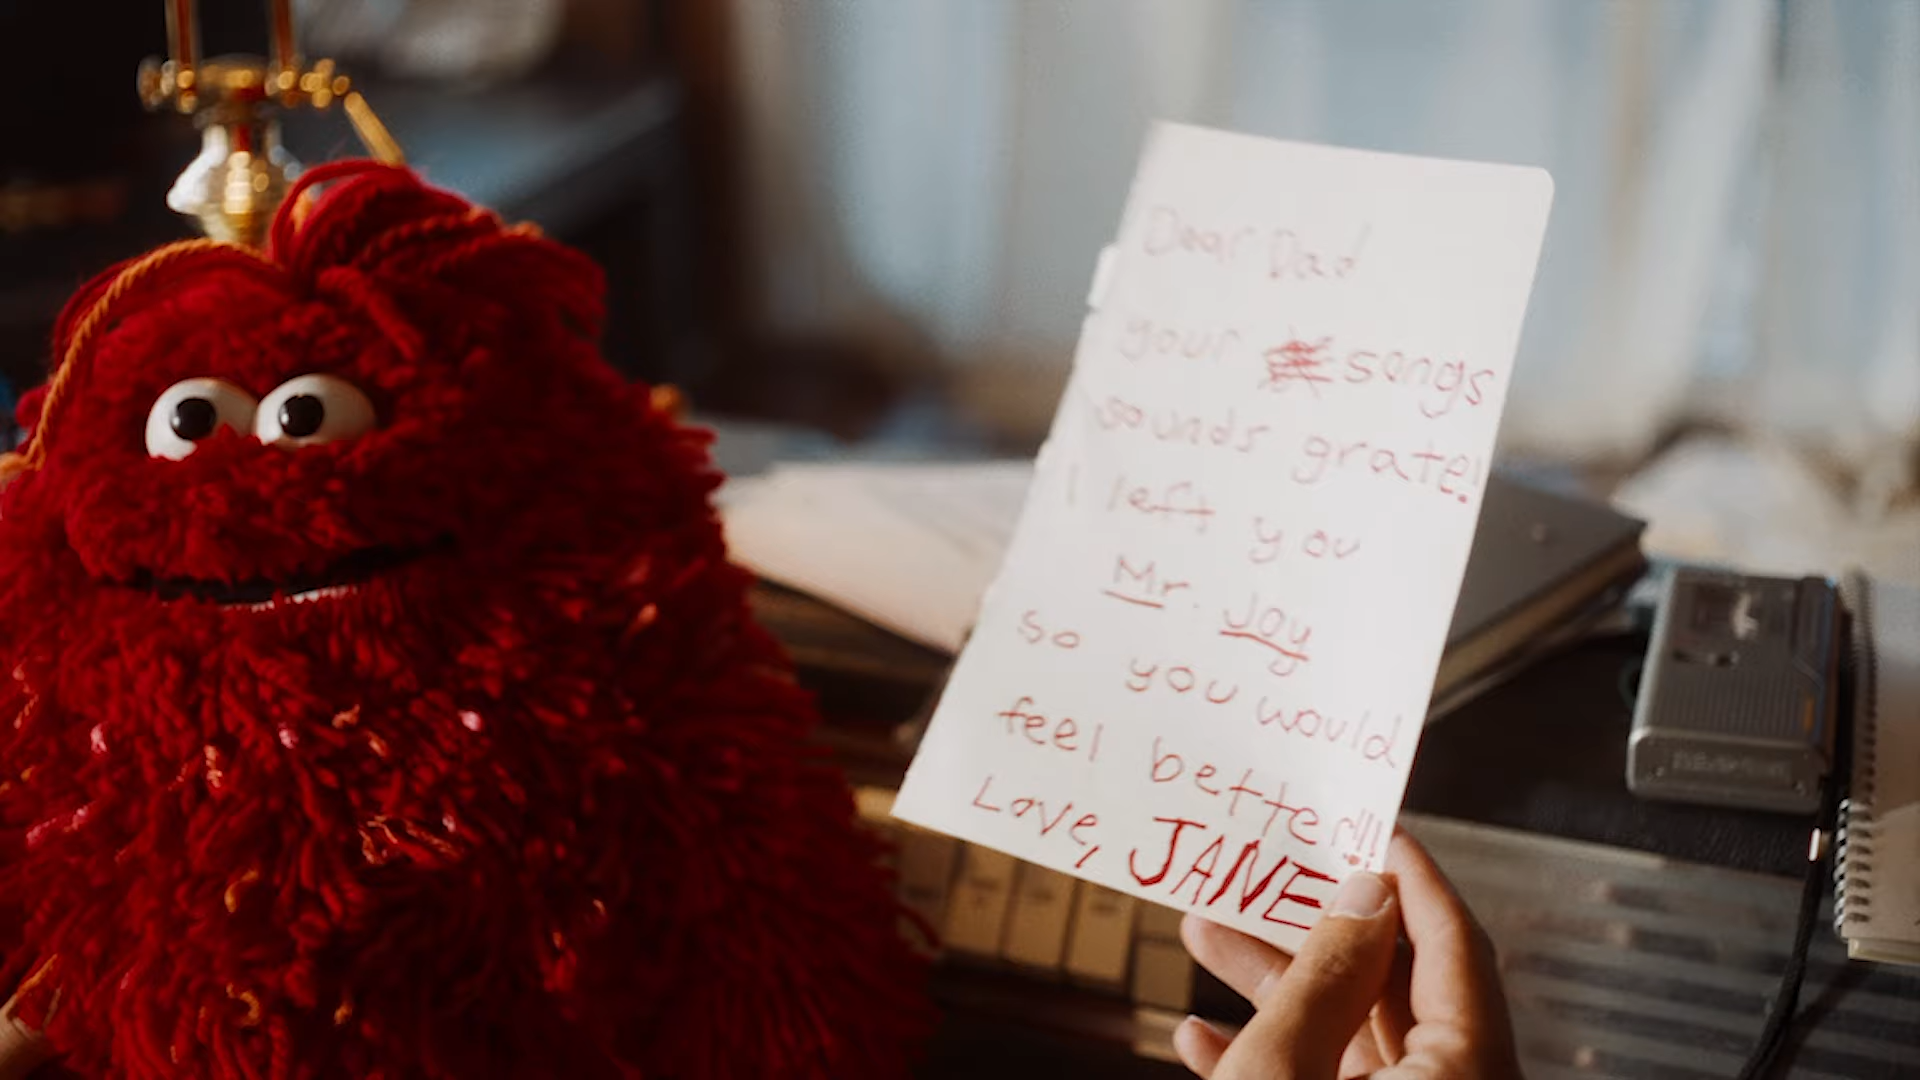 Dear Dad
your songs
sounds grate!
I left you
Mr. Joy
so you would
feel better!!!
Love, JANE